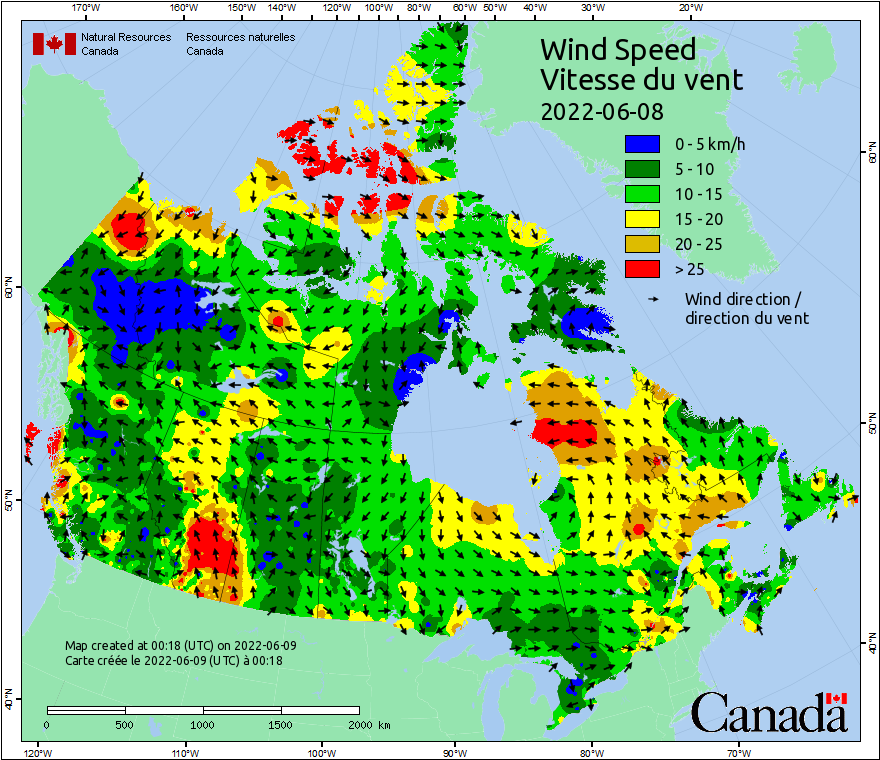 170°W 160°W 150°W 140°W 120°W 100°W 80°W 60°W 50°W 40°W 30°W 20°W
Natural Resources Ressources naturelles
Canada Canada
Wind Speed
Vitesse du vent
2022-06-08
0 - 5 km/h
5 - 10
10 - 15
15 - 20
20 - 25
> 25
Wind direction /
direction du vent
60°N
60°N
50°N
50°N
40°N
40°N
Map created at 00:18 (UTC) on 2022-06-09
Carte créée le 2022-06-09 (UTC) à 00:18
0 500 1000 1500 2000 km
Canada
120°W 110°W 100°W 90°W 80°W 70°W